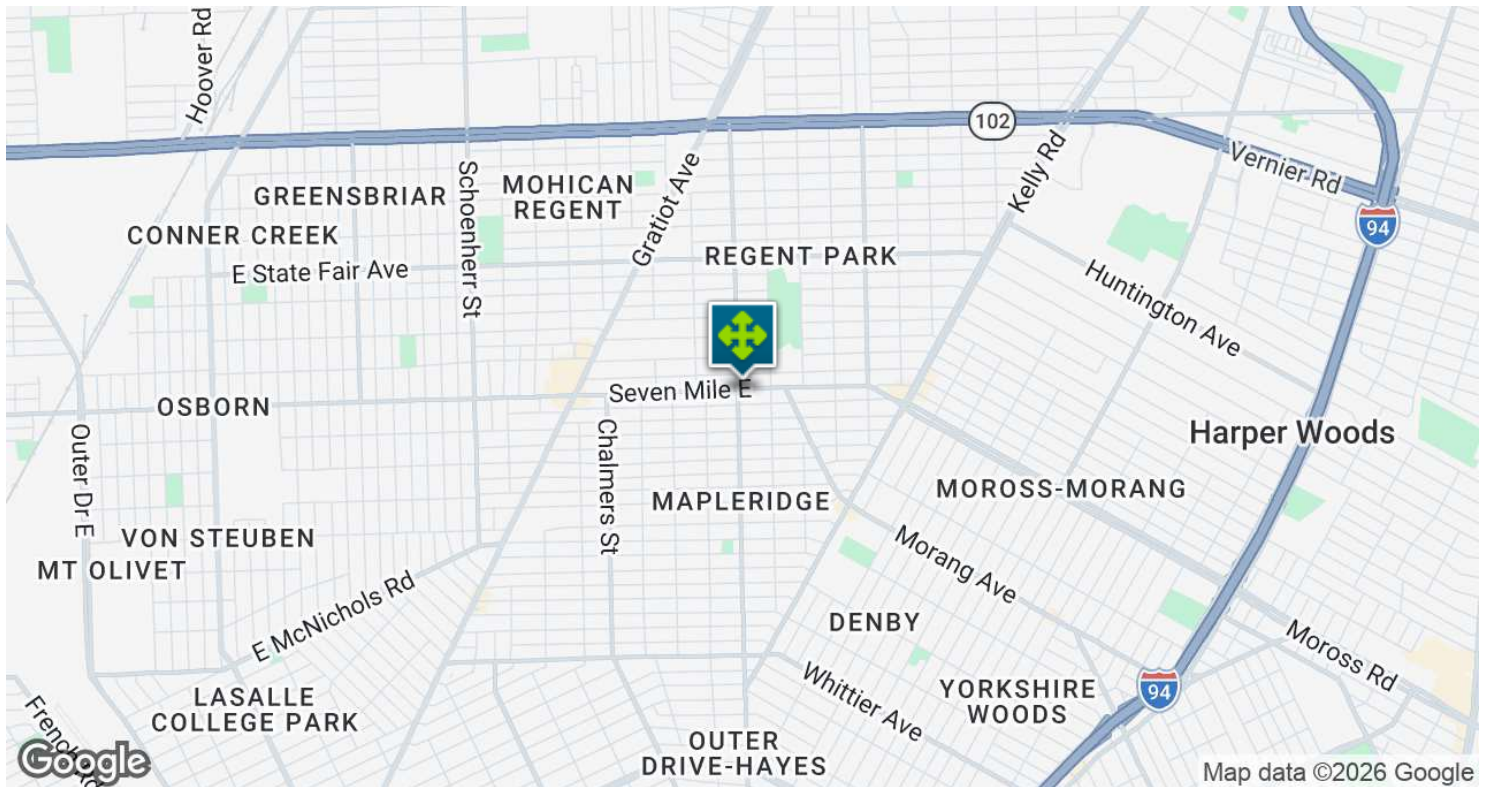 Hoover Rd
102
Vernier Rd
Kelly Rd
GREENSBRIAR
Schoenherr St
MOHICAN
REGENT
Gratiot Ave
94
CONNER CREEK
E State Fair Ave
REGENT PARK
Huntington Ave
Seven Mile E
OSBORN
Outer Dr E
Chalmers St
Harper Woods
MAPLERIDGE
MOROSS-MORANG
VON STEUBEN
MT OLIVET
E McNichols Rd
Morang Ave
DENBY
Moross Rd
LASALLE
COLLEGE PARK
Whittier Ave
YORKSHIRE
WOODS
94
French Rd
OUTER
DRIVE-HAYES
Google
Map data ©2026 Google